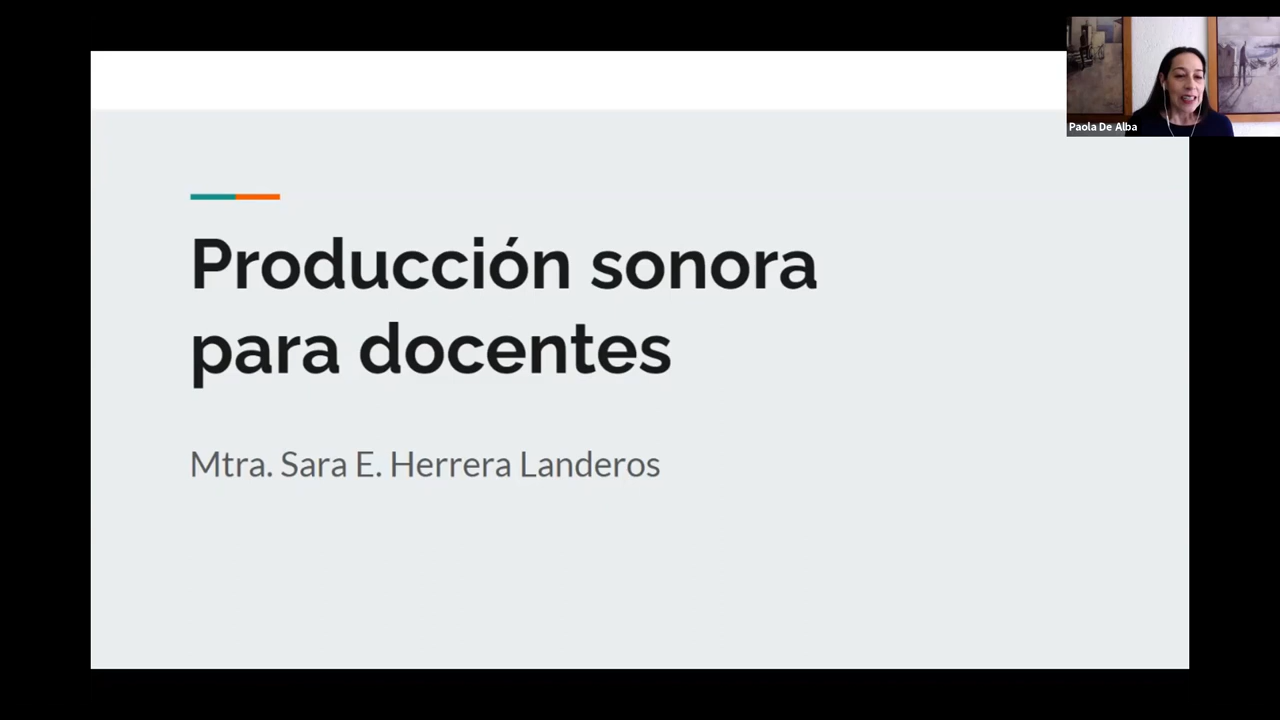 Paola De Alba
Producción sonora
para docentes
Mtra. Sara E. Herrera Landeros